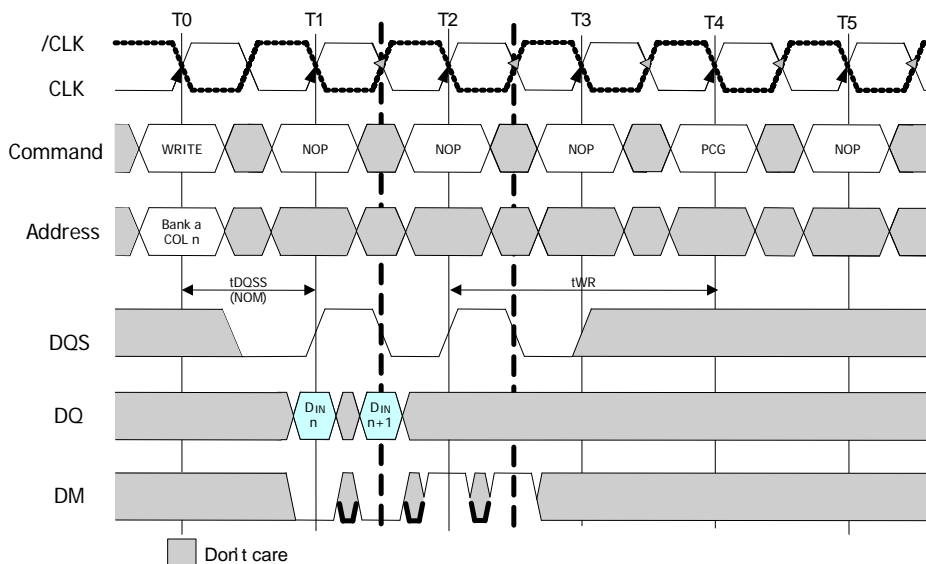 T0 T1 T2 T3 T4 T5
/CLK
CLK
Command WRITE NOP NOP NOP PCG NOP
Address Bank a
COL n
tDQSS
(NOM)
tWR
DQS
DQ DIN
n
DIN
n+1
DM
Don't care